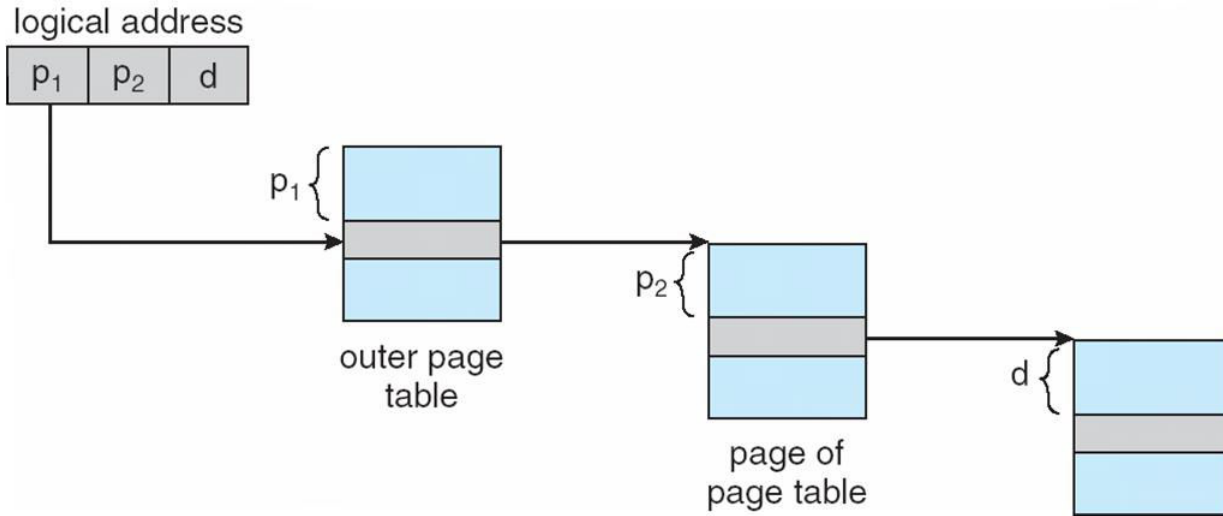 logical address
p₁ p₂ d
p₁
p₂
outer page
table
d
page of
page table